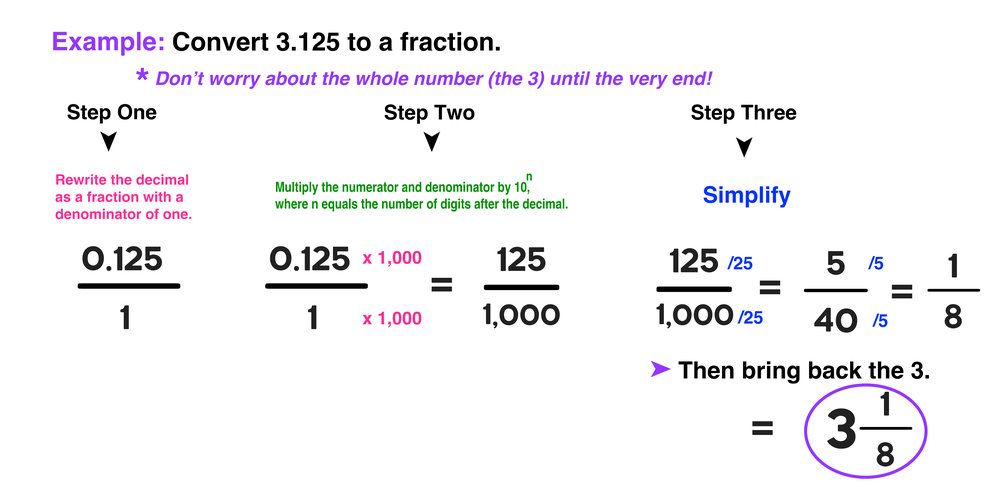 Example: Convert 3.125 to a fraction.
* Don't worry about the whole number (the 3) until the very end!
Step One
Step Two
Step Three
Rewrite the decimal
as a fraction with a
denominator of one.
Multiply the numerator and denominator by 10,ⁿ
where n equals the number of digits after the decimal.
Simplify
0.125
1
0.125 x 1,000 = 125
1 x 1,000 1,000
125 /25 = 5 /5 = 1
1,000 /25 40 /5 8
Then bring back the 3.
= 3 1
8